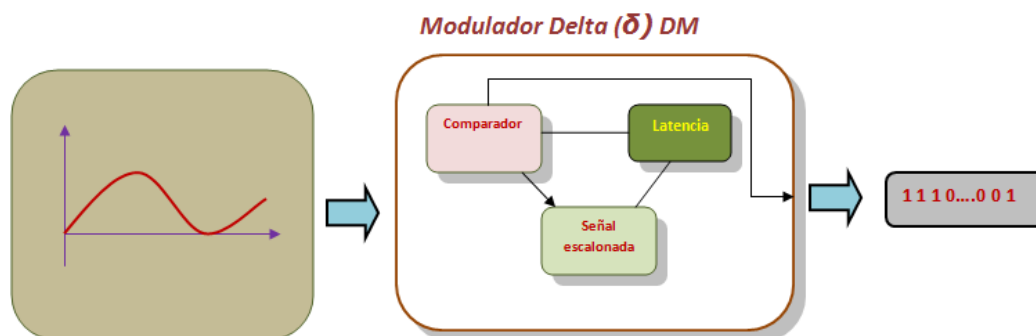 Modulador Delta (δ) DM
Comparador
Latencia
Señal
escalonada
1 1 1 0....0 0 1